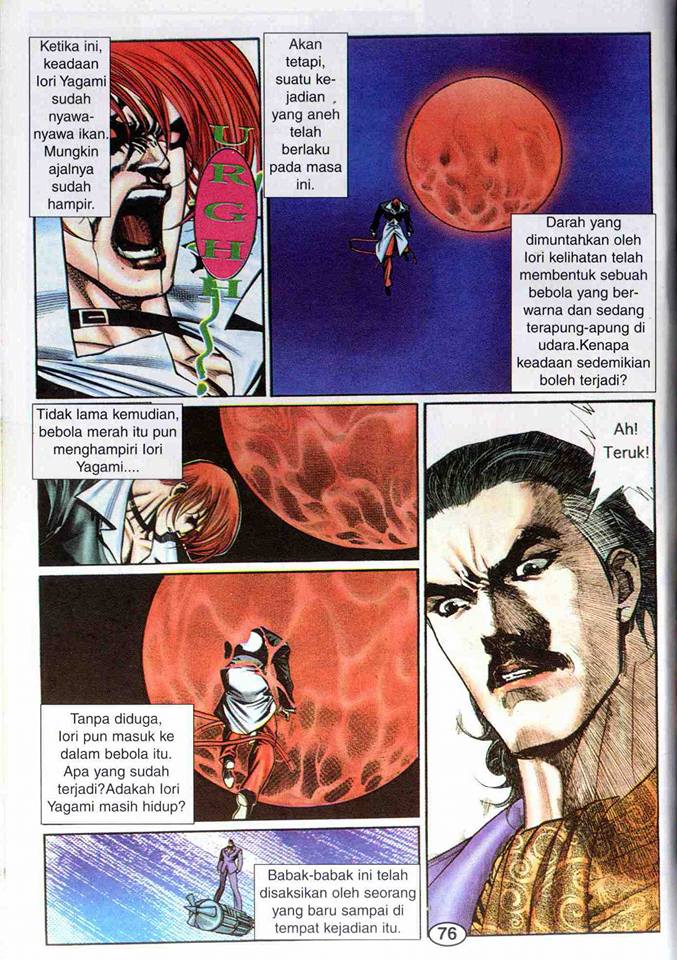 Ketika ini,
keadaan
Iori Yagami
sudah
nyawa-
nyawa ikan.
Mungkin
ajalnya
sudah
hampir.
URGHH
Akan
tetapi,
suatu ke-
jadian
yang aneh
telah
berlaku
pada masa
ini.
Darah yang
dimuntahkan oleh
Iori kelihatan telah
membentuk sebuah
bebola yang ber-
warna dan sedang
terapung-apung di
udara.Kenapa
keadaan sedemikian
boleh terjadi?
Tidak lama kemudian,
bebola merah itu pun
menghampiri Iori
Yagami....
Ah!
Teruk!
Tanpa diduga,
Iori pun masuk ke
dalam bebola itu.
Apa yang sudah
terjadi?Adakah Iori
Yagami masih hidup?
Babak-babak ini telah
disaksikan oleh seorang
yang baru sampai di
tempat kejadian itu.
76